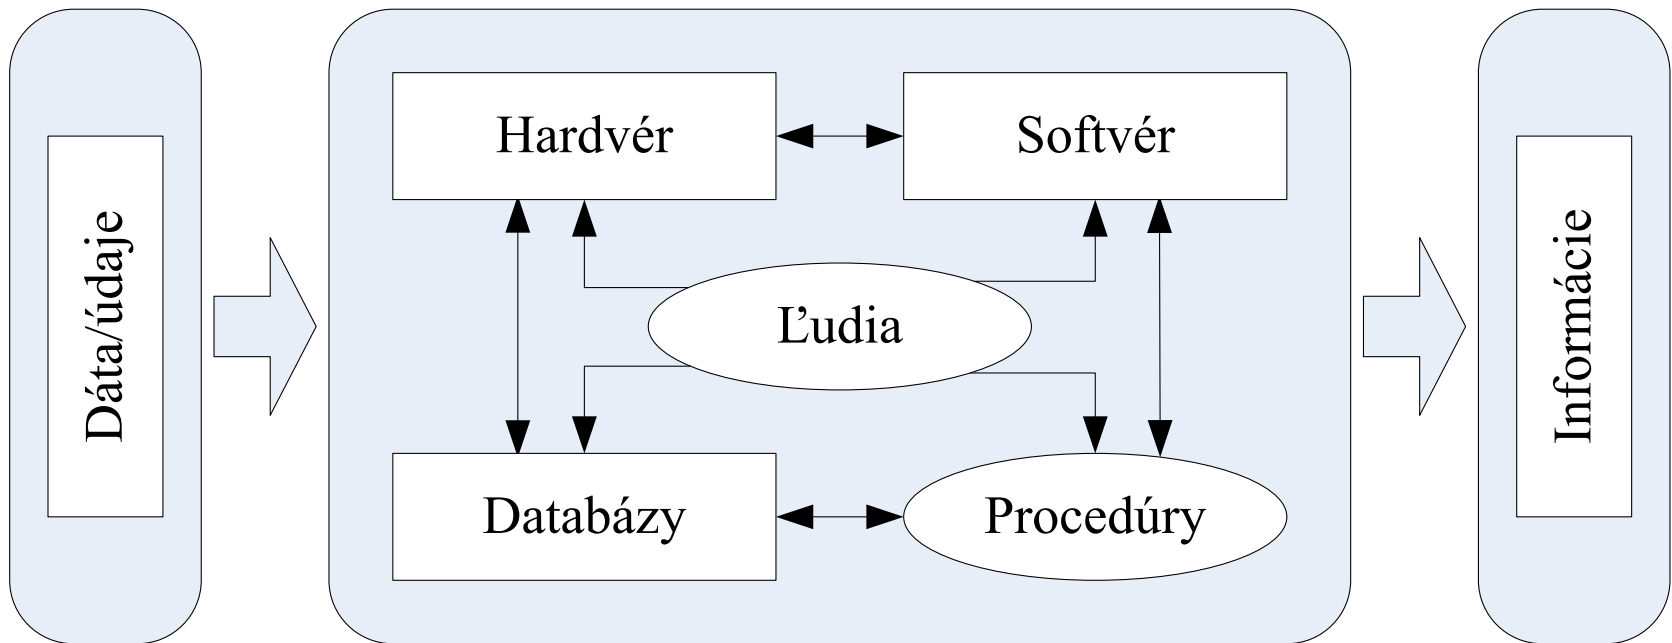 Dáta/údaje
Hardvér
Softvér
Ľudia
Databázy
Procedúry
Informácie